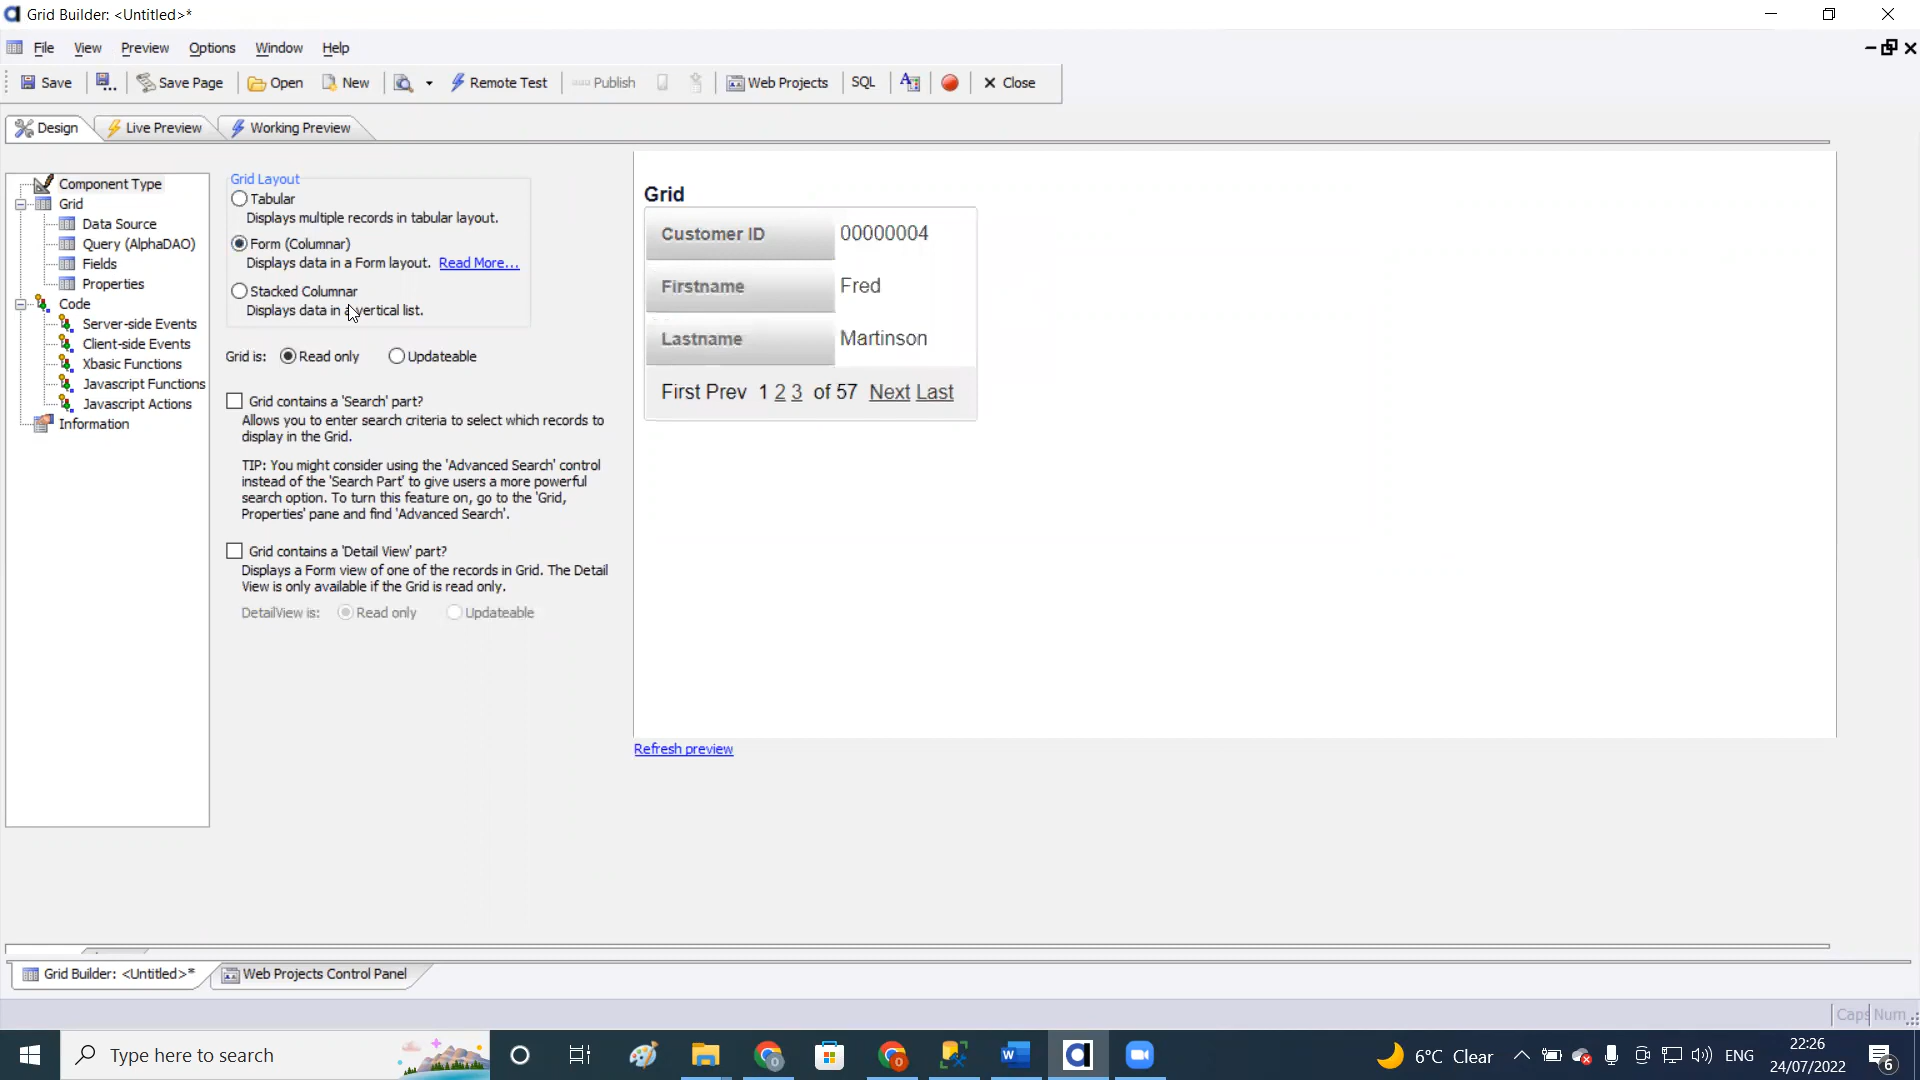 Grid Builder: <Untitled>*
File View Preview Options Window Help
Save Save Page Open New Remote Test Publish Web Projects SQL Close
Design Live Preview Working Preview
Component Type
Grid
Data Source
Query (AlphaDAO)
Fields
Properties
Code
Server-side Events
Client-side Events
Xbasic Functions
Javascript Functions
Javascript Actions
Information
Grid Layout
Tabular
Displays multiple records in tabular layout.
Form (Columnar)
Displays data in a Form layout. Read More...
Stacked Columnar
Displays data in a vertical list.
Grid is: Read only Updateable
Grid contains a 'Search' part?
Allows you to enter search criteria to select which records to
display in the Grid.
TIP: You might consider using the 'Advanced Search' control
instead of the 'Search Part' to give users a more powerful
search option. To turn this feature on, go to the 'Grid,
Properties' pane and find 'Advanced Search'.
Grid contains a 'Detail View' part?
Displays a Form view of one of the records in Grid. The Detail
View is only available if the Grid is read only.
DetailView is: Read only Updateable
Grid
Customer ID 00000004
Firstname Fred
Lastname Martinson
First Prev 1 2 3 of 57 Next Last
Refresh preview
Grid Builder: <Untitled>* Web Projects Control Panel
Caps Num
Type here to search
6°C Clear ENG
22:26
24/07/2022
6